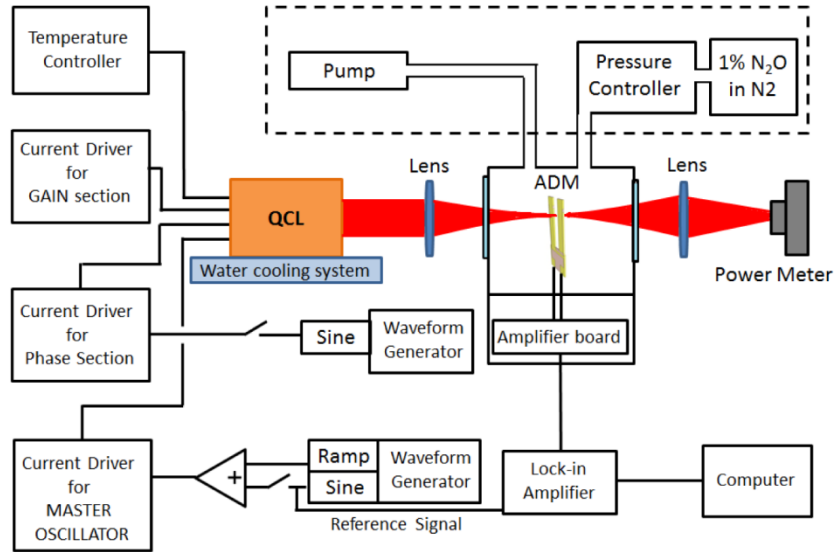 Temperature
Controller
Pump
Pressure
Controller
1% N₂O
in N2
Current Driver
for
GAIN section
Lens
ADM
Lens
QCL
Water cooling system
Power Meter
Current Driver
for
Phase Section
Sine
Waveform
Generator
Amplifier board
Current Driver
for
MASTER
OSCILLATOR
+
Ramp
Sine
Waveform
Generator
Reference Signal
Lock-in
Amplifier
Computer